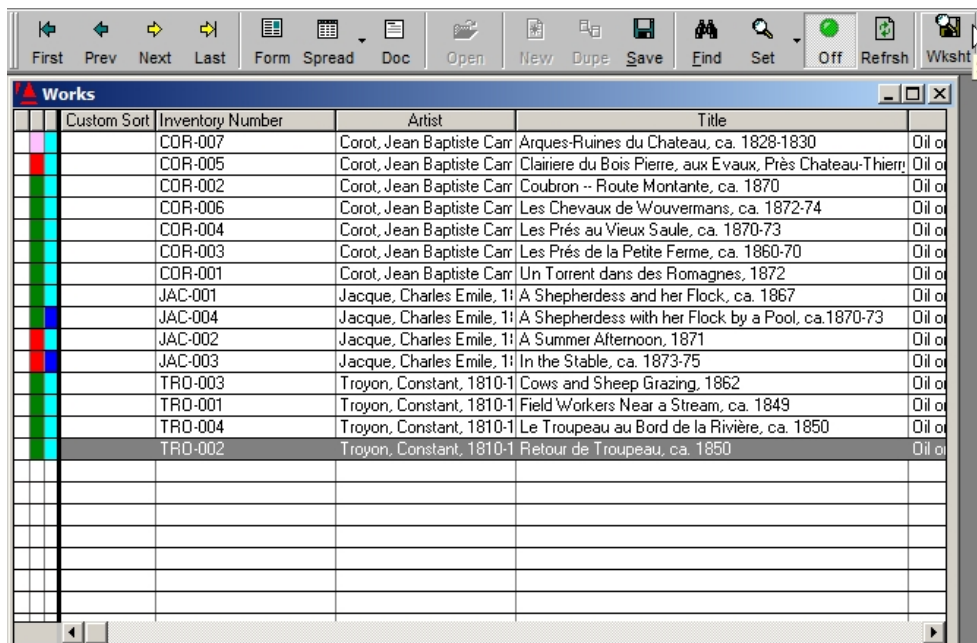 First Prev Next Last Form Spread Doc Open New Dupe Save Find Set Off Refrsh Wksht
Works
Custom Sort Inventory Number Artist Title
COR-007 Corot, Jean Baptiste Cam Arques-Ruines du Chateau, ca. 1828-1830 Oil o
COR-005 Corot, Jean Baptiste Cam Clairiere du Bois Pierre, aux Evaux, Près Chateau-Thierry Oil o
COR-002 Corot, Jean Baptiste Cam Coubron -- Route Montante, ca. 1870 Oil o
COR-006 Corot, Jean Baptiste Cam Les Chevaux de Wouvermans, ca. 1872-74 Oil o
COR-004 Corot, Jean Baptiste Cam Les Prés au Vieux Saule, ca. 1870-73 Oil o
COR-003 Corot, Jean Baptiste Cam Les Prés de la Petite Ferme, ca. 1860-70 Oil o
COR-001 Corot, Jean Baptiste Cam Un Torrent dans des Romagnes, 1872 Oil o
JAC-001 Jacque, Charles Emile, 1 A Shepherdess and her Flock, ca. 1867 Oil o
JAC-004 Jacque, Charles Emile, 1 A Shepherdess with her Flock by a Pool, ca.1870-73 Oil o
JAC-002 Jacque, Charles Emile, 1 A Summer Afternoon, 1871 Oil o
JAC-003 Jacque, Charles Emile, 1 In the Stable, ca. 1873-75 Oil o
TRO-003 Troyon, Constant, 1810-1 Cows and Sheep Grazing, 1862 Oil o
TRO-001 Troyon, Constant, 1810-1 Field Workers Near a Stream, ca. 1849 Oil o
TRO-004 Troyon, Constant, 1810-1 Le Troupeau au Bord de la Rivière, ca. 1850 Oil o
TRO-002 Troyon, Constant, 1810-1 Retour de Troupeau, ca. 1850 Oil o